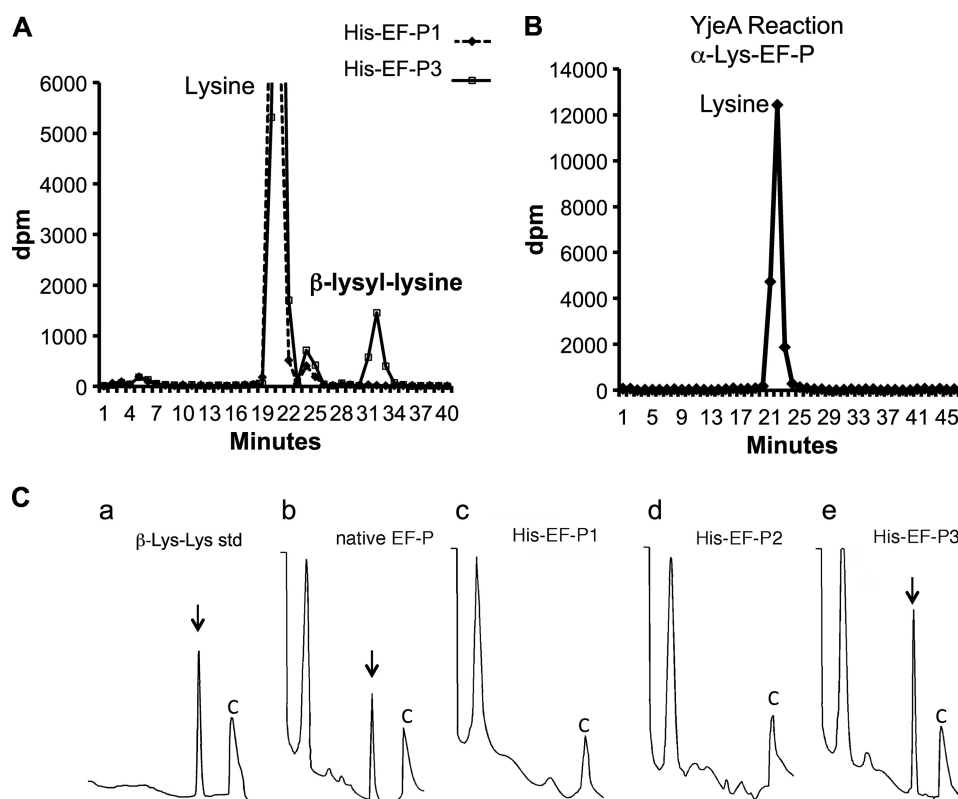 A
His-EF-P1
His-EF-P3
6000
5000
4000
3000
2000
1000
0
dpm
Lysine
β-lysyl-lysine
1 4 7 10 13 16 19 22 25 28 31 34 37 40
Minutes
B
YjeA Reaction
α-Lys-EF-P
14000
12000
10000
8000
6000
4000
2000
0
dpm
Lysine
1 5 9 13 17 21 25 29 33 37 41 45
Minutes
C
a
β-Lys-Lys std
C
b
native EF-P
C
c
His-EF-P1
C
d
His-EF-P2
C
e
His-EF-P3
C